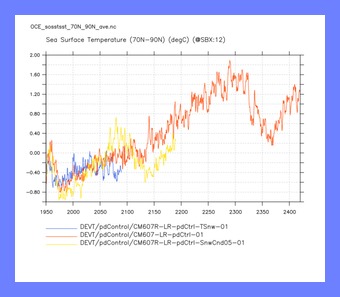 OCE_sosstsst_70N_90N_ave.nc
Sea Surface Temperature (70N-90N) (degC) (@SBX:12)
2.00
1.60
1.20
0.80
0.40
0.00
-0.40
-0.80
1950 2000 2050 2100 2150 2200 2250 2300 2350 2400
DEVT/pdControl/CM607R-LR-pdCtrl-TSnw-01
DEVT/pdControl/CM607-LR-pdCtrl-01
DEVT/pdControl/CM607R-LR-pdCtrl-SnwCnd05-01